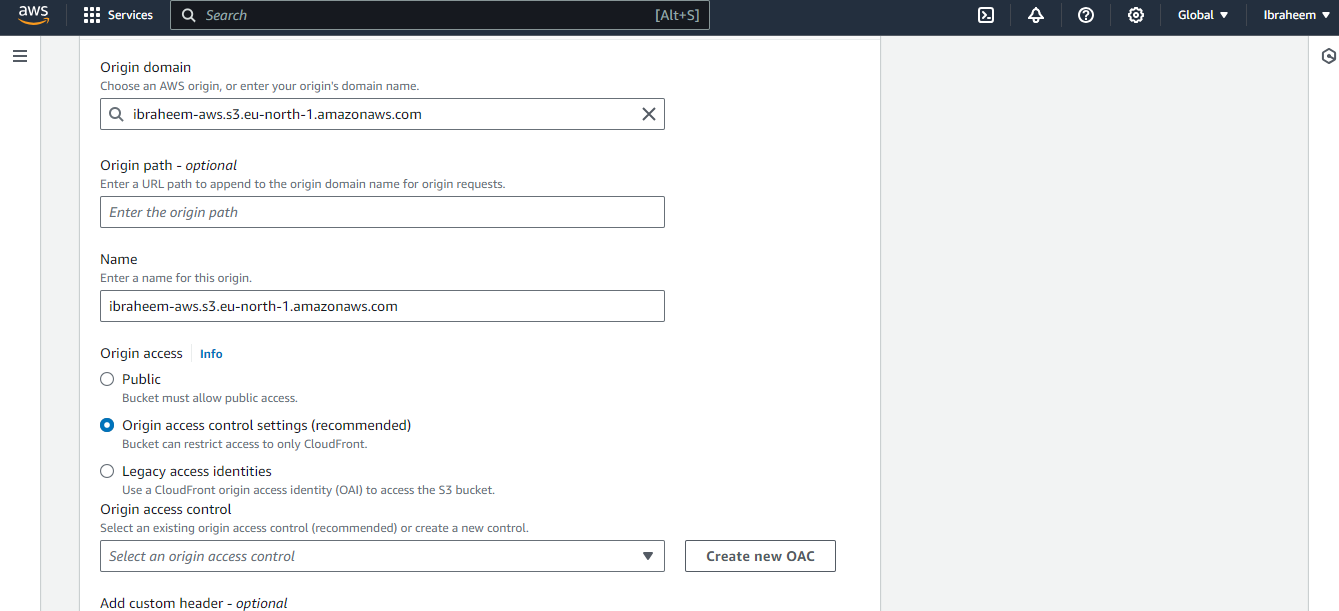 aws Services Search [Alt+S] Global Ibraheem
Origin domain
Choose an AWS origin, or enter your origin's domain name.
ibraheem-aws.s3.eu-north-1.amazonaws.com
Origin path - optional
Enter a URL path to append to the origin domain name for origin requests.
Enter the origin path
Name
Enter a name for this origin.
ibraheem-aws.s3.eu-north-1.amazonaws.com
Origin access Info
Public
Bucket must allow public access.
Origin access control settings (recommended)
Bucket can restrict access to only CloudFront.
Legacy access identities
Use a CloudFront origin access identity (OAI) to access the S3 bucket.
Origin access control
Select an existing origin access control (recommended) or create a new control.
Select an origin access control Create new OAC
Add custom header - optional